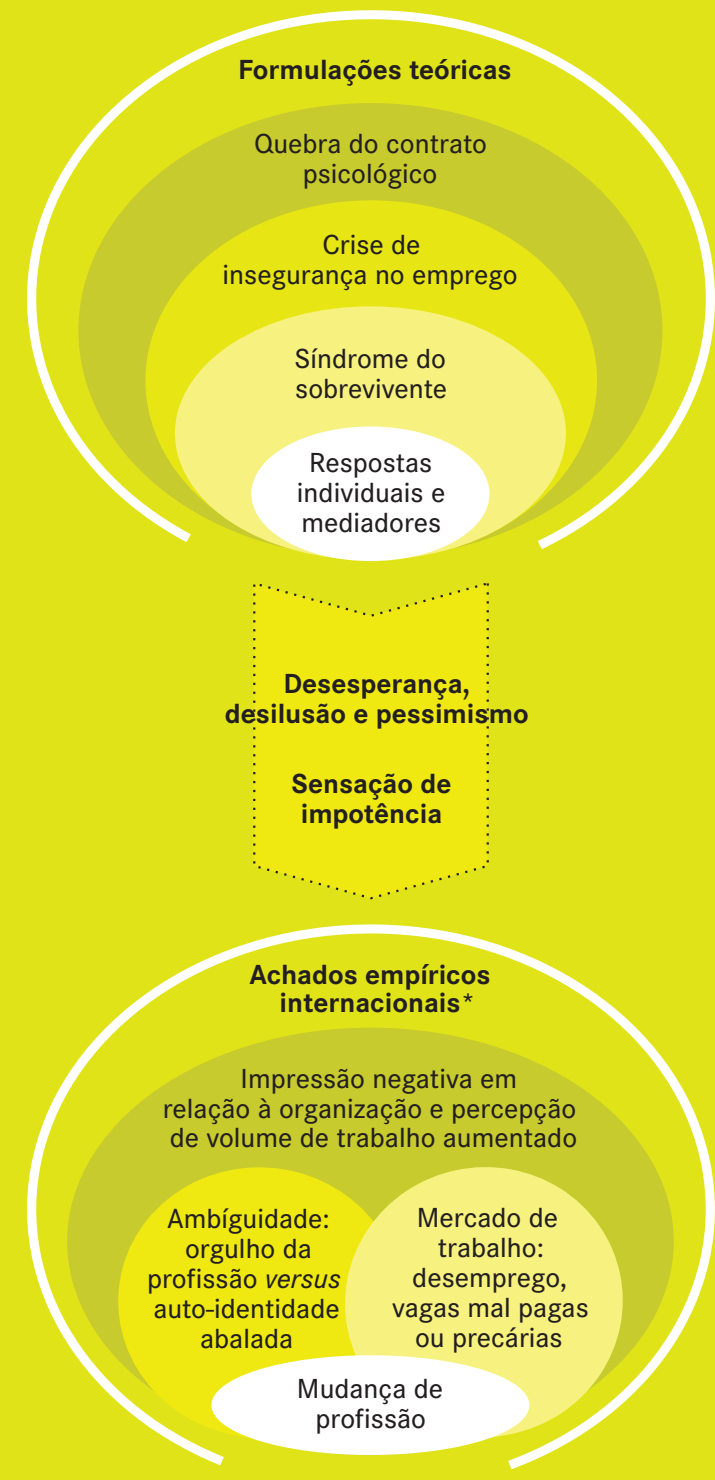 Formulações teóricas
Quebra do contrato
psicológico
Crise de
insegurança no emprego
Síndrome do
sobrevivente
Respostas
individuais e
mediadores
Desesperança,
desilusão e pessimismo
Sensação de
impotência
Achados empíricos
internacionais*
Impressão negativa em
relação à organização e percepção
de volume de trabalho aumentado
Ambíguidade:
orgulho da
profissão versus
auto-identidade
abalada
Mercado de
trabalho:
desemprego,
vagas mal pagas
ou precárias
Mudança de
profissão